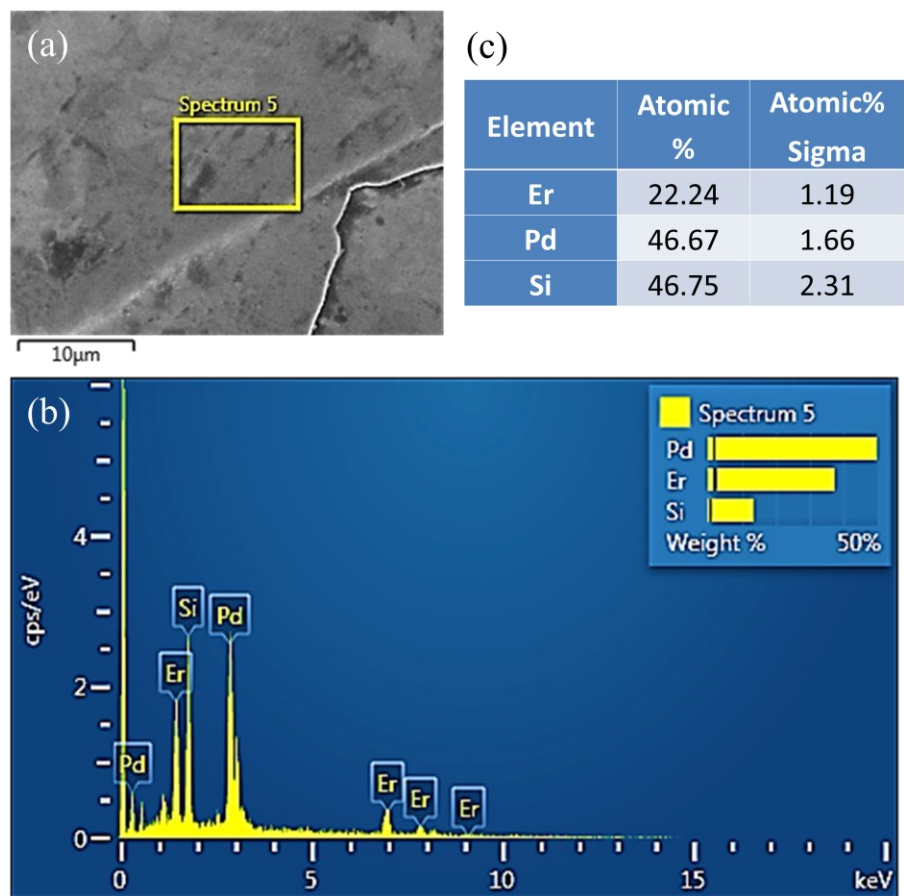 (a)
Spectrum 5
10μm
(c)
Element Atomic % Atomic% Sigma
Er 22.24 1.19
Pd 46.67 1.66
Si 46.75 2.31
(b)
Spectrum 5
Pd
Er
Si
Weight % 50%
cps/eV
4
2
0
Pd Er Si Pd Er Er Er
0 5 10 15 keV